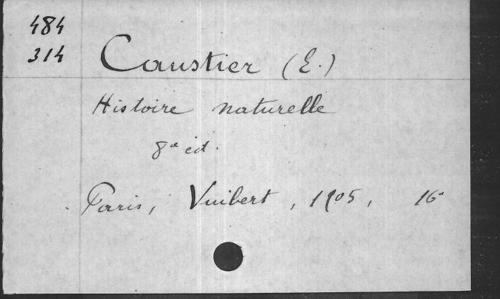 484
314
Caustier (E.)
Histoire naturelle
8e éd.
Paris, Vuibert, 1905, 16°